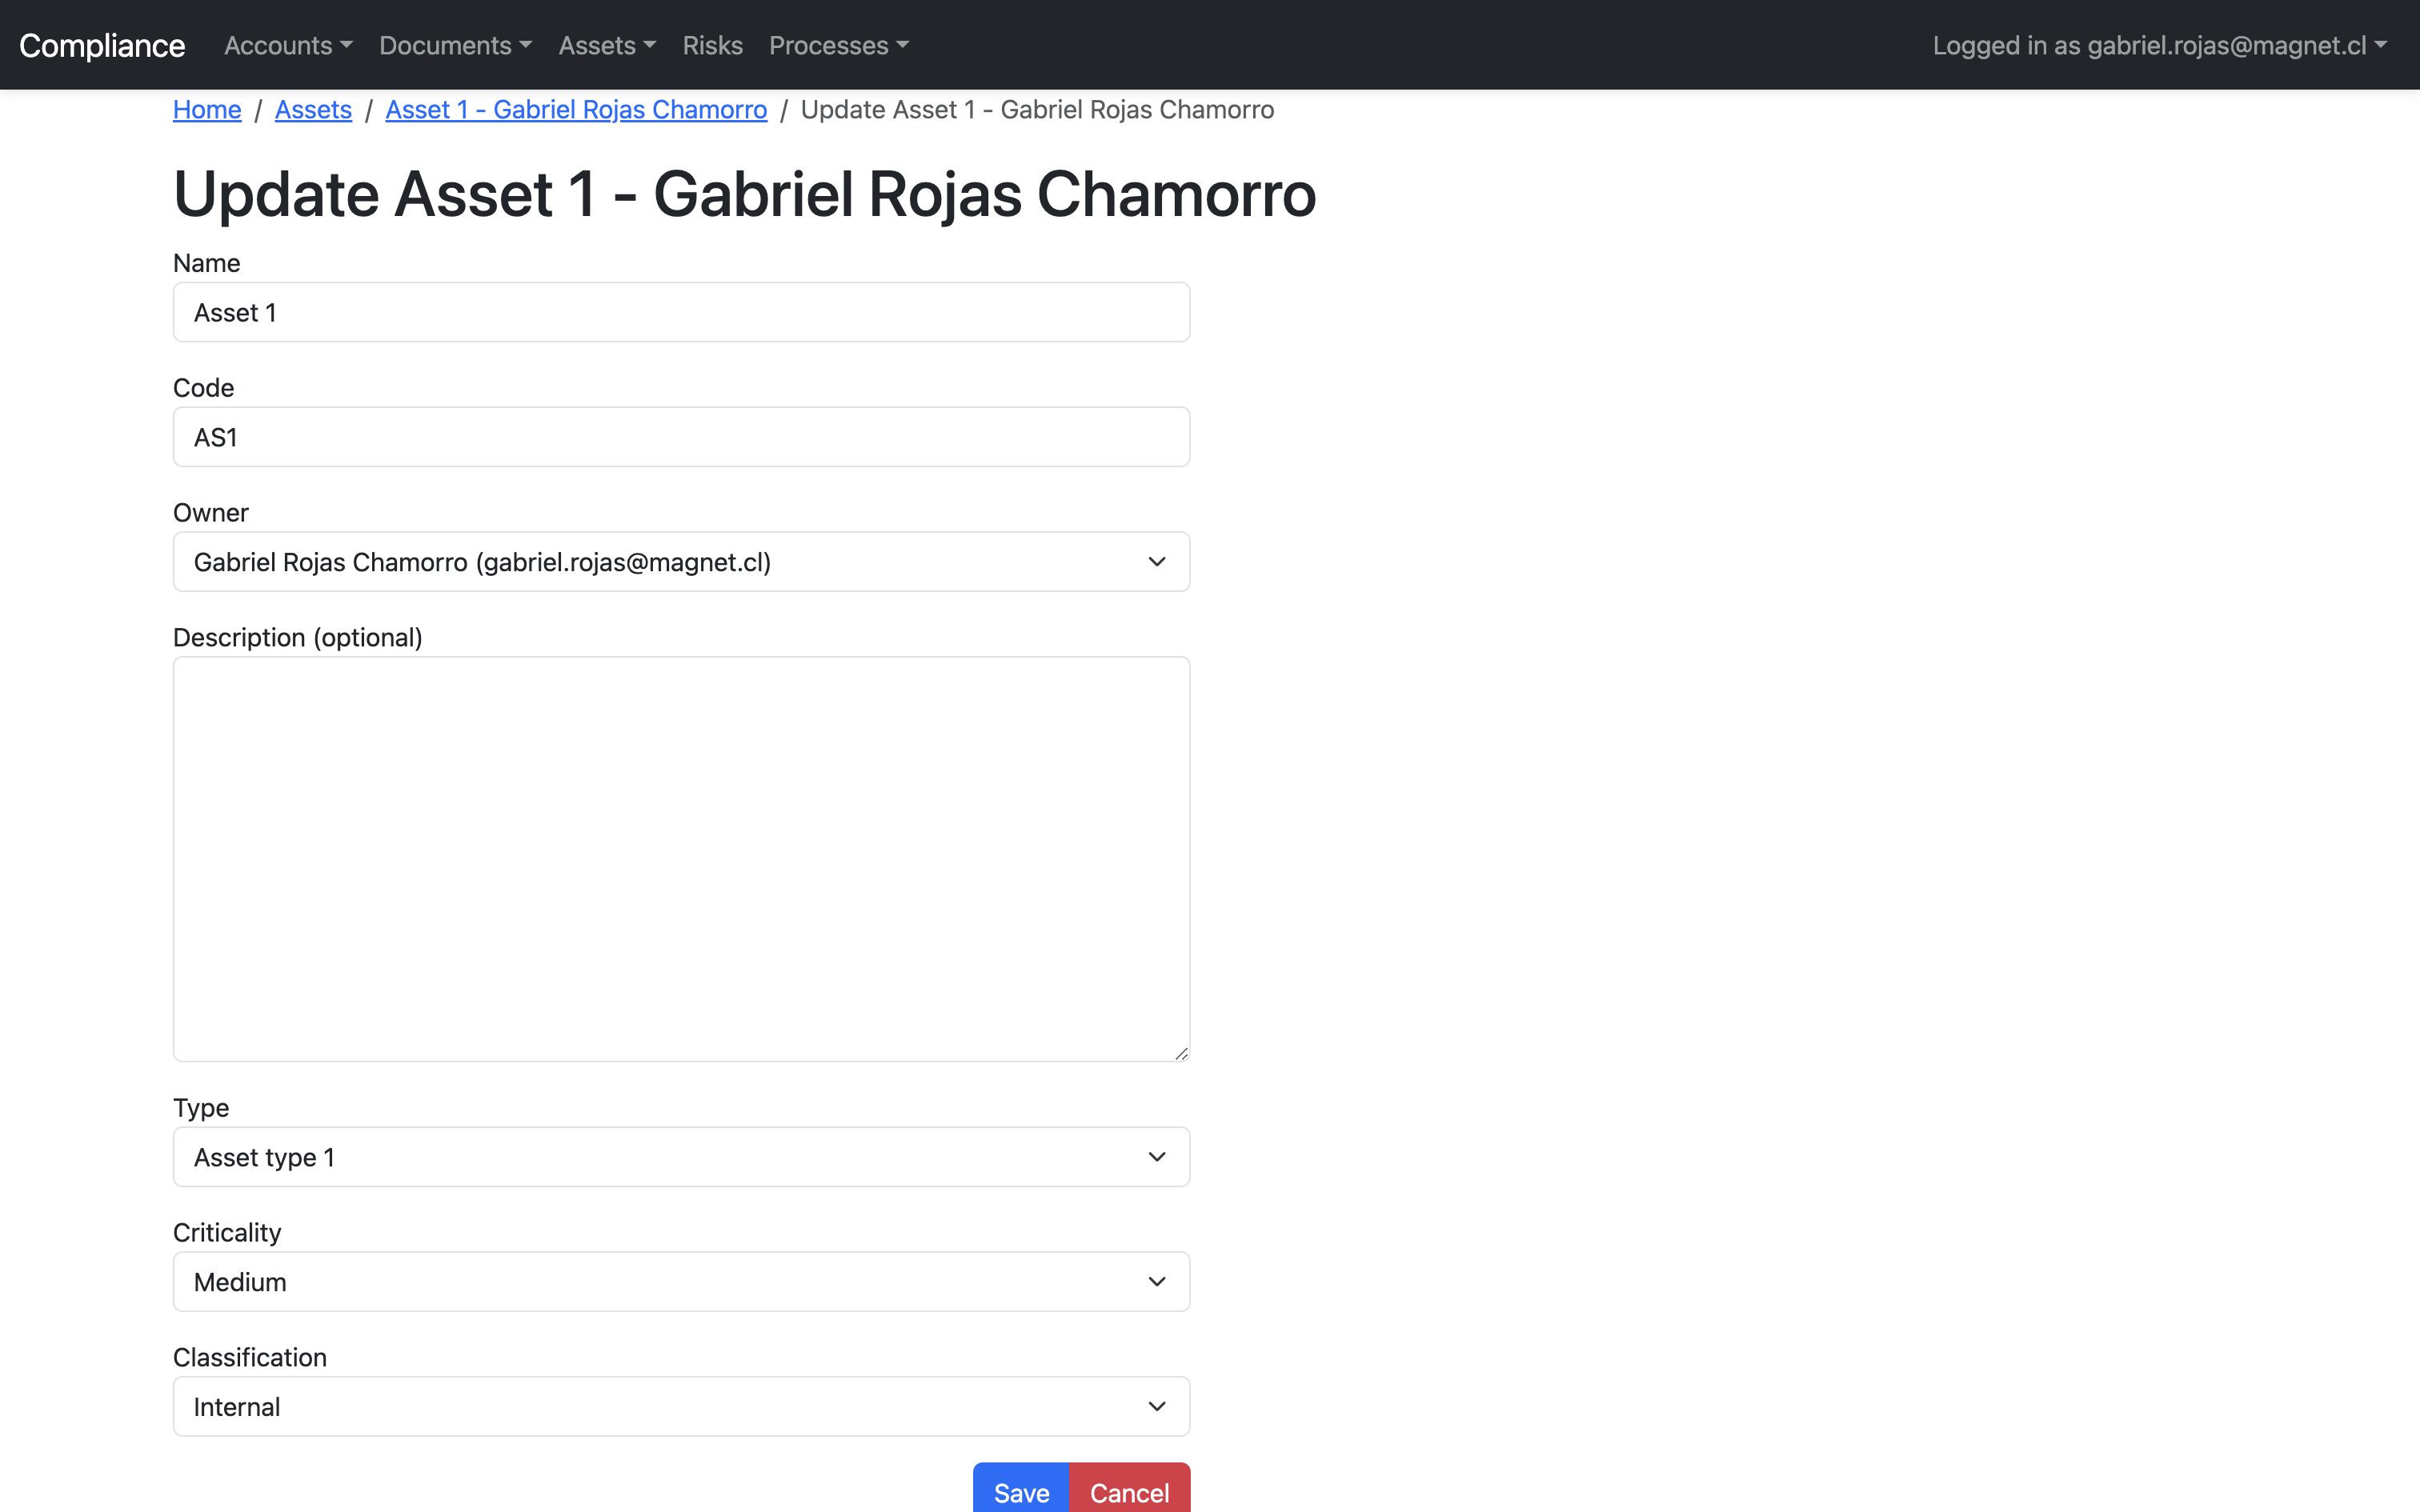 Compliance Accounts Documents Assets Risks Processes Logged in as gabriel.rojas@magnet.cl
Home / Assets / Asset 1 - Gabriel Rojas Chamorro / Update Asset 1 - Gabriel Rojas Chamorro
Update Asset 1 - Gabriel Rojas Chamorro
Name
Asset 1
Code
AS1
Owner
Gabriel Rojas Chamorro (gabriel.rojas@magnet.cl)
Description (optional)
Type
Asset type 1
Criticality
Medium
Classification
Internal
Save Cancel